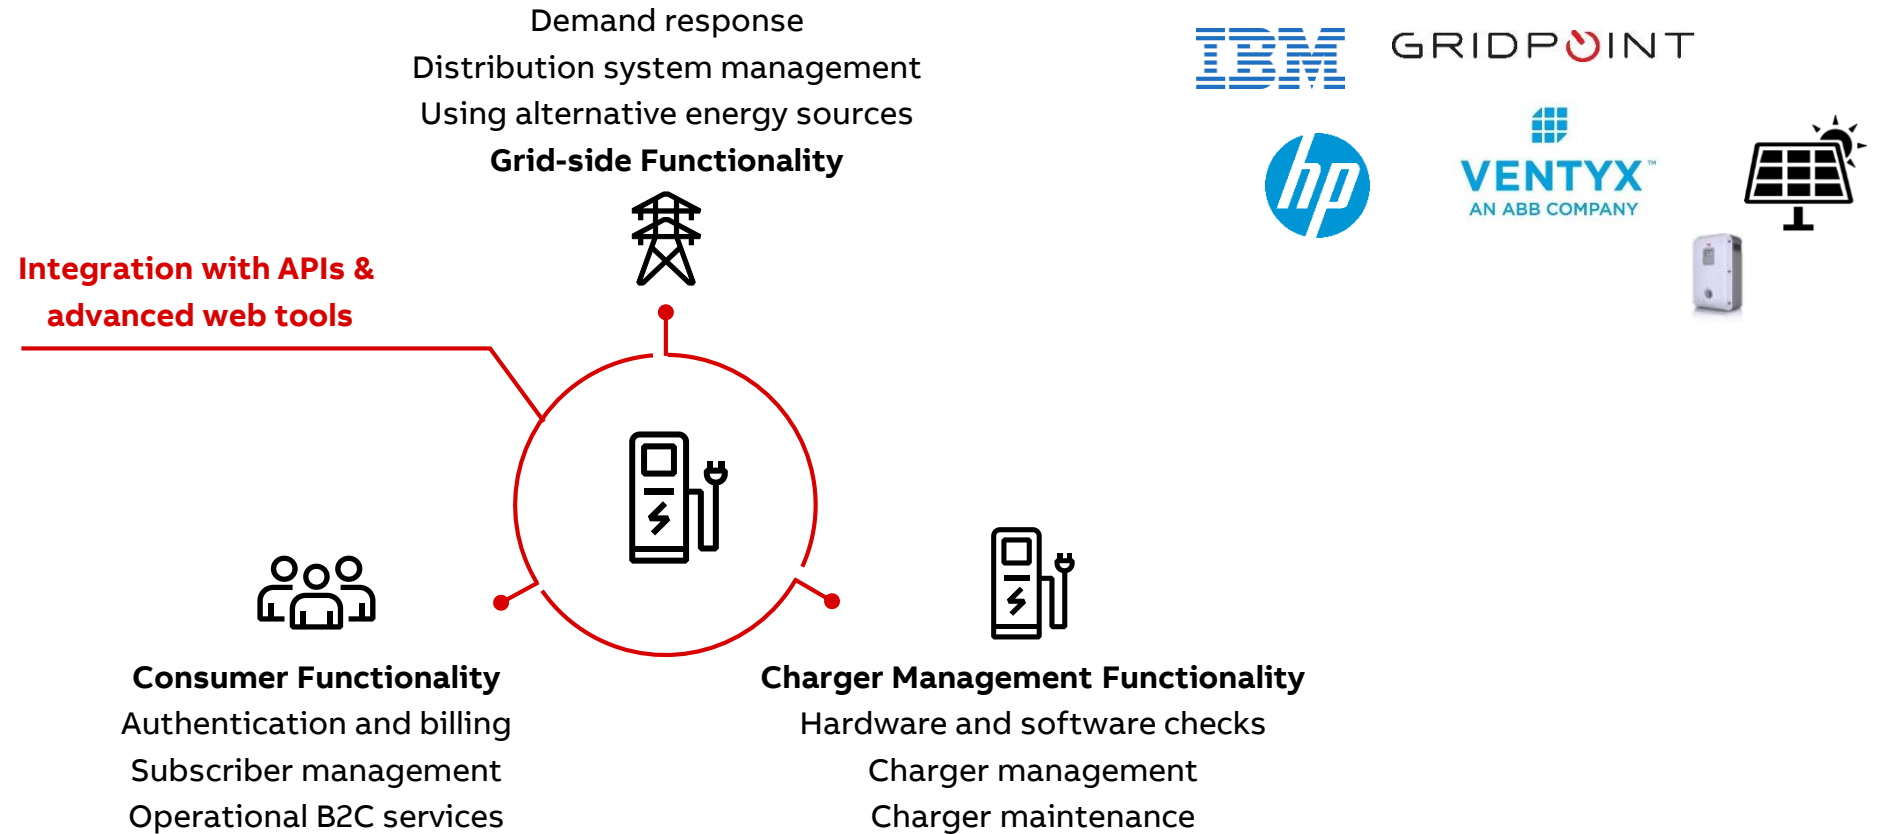 Demand response
Distribution system management
Using alternative energy sources
Grid-side Functionality
IBM
GRIDPOINT
hp
VENTYX™
AN ABB COMPANY
Integration with APIs &
advanced web tools
Consumer Functionality
Authentication and billing
Subscriber management
Operational B2C services
Charger Management Functionality
Hardware and software checks
Charger management
Charger maintenance